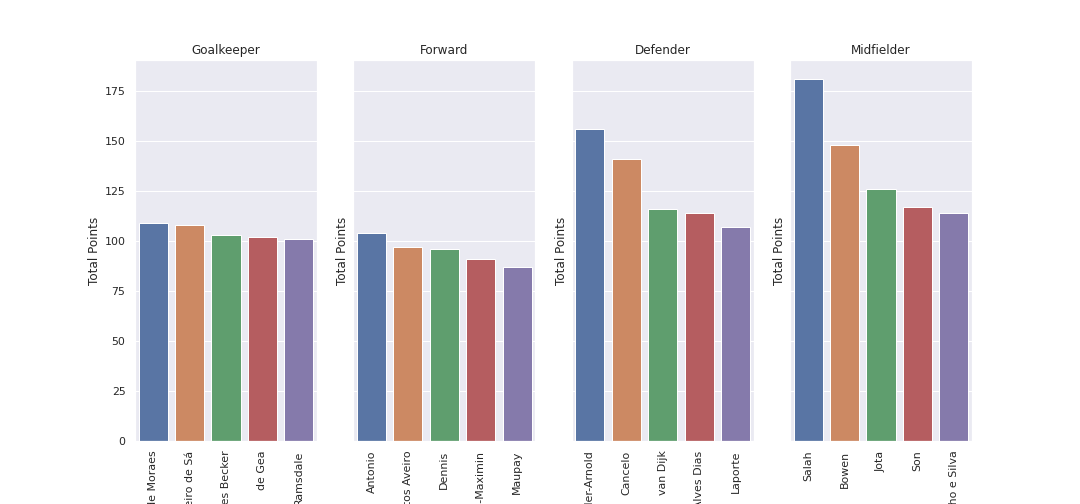 Goalkeeper
Forward
Defender
Midfielder
Total Points
175
150
125
100
75
50
25
0
Total Points
Total Points
Total Points
de Moraes
eiro de Sá
es Becker
de Gea
Ramsdale
Antonio
tos Aveiro
Dennis
-Maximin
Maupay
er-Arnold
Cancelo
van Dijk
alves Dias
Laporte
Salah
Bowen
Jota
Son
ho e Silva